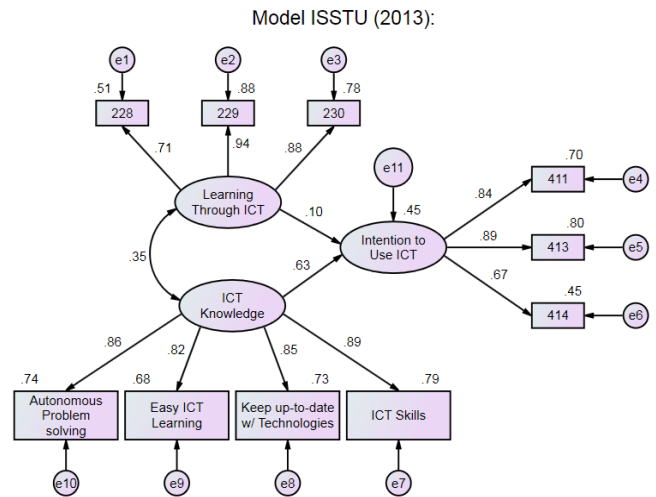 Model ISSTU (2013):
e1
e2
e3
.51
.88
.78
228
229
230
.71
.94
.88
e11
.70
411
e4
Learning
Through ICT
.10
.45
.84
.80
413
e5
.89
Intention to
Use ICT
.35
.63
.67
.45
414
e6
ICT
Knowledge
.86
.82
.85
.89
.74
.68
.73
.79
Autonomous
Problem
solving
Easy ICT
Learning
Keep up-to-date
w/ Technologies
ICT Skills
e10
e9
e8
e7